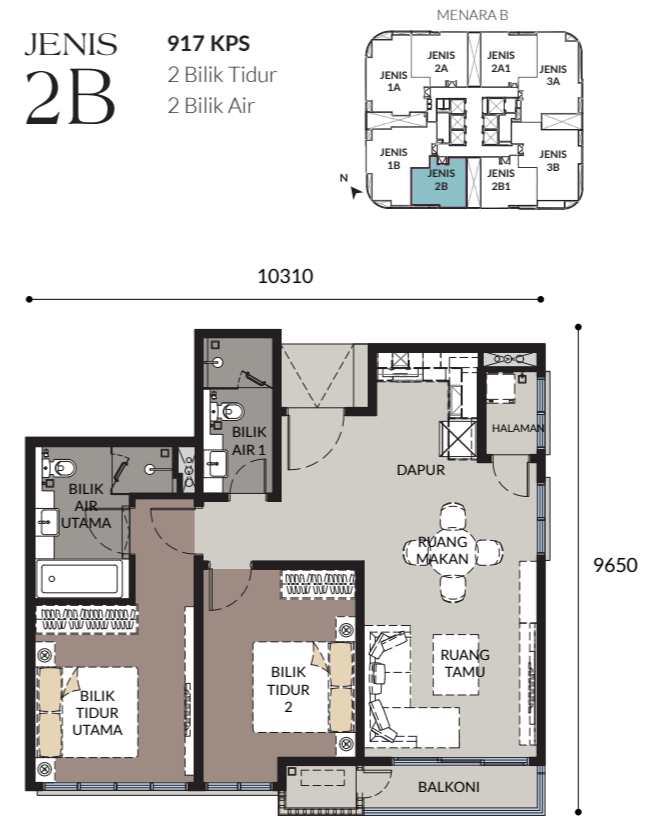 JENIS
2B
917 KPS
2 Bilik Tidur
2 Bilik Air
MENARA B
JENIS
2A
JENIS
2A1
JENIS
1A
JENIS
3A
JENIS
1B
JENIS
2B
JENIS
2B1
JENIS
3B
N
10310
9650
BILIK
AIR 1
HALAMAN
DAPUR
BILIK
AIR
UTAMA
RUANG
MAKAN
RUANG
TAMU
BILIK
TIDUR
2
BILIK
TIDUR
UTAMA
BALKONI